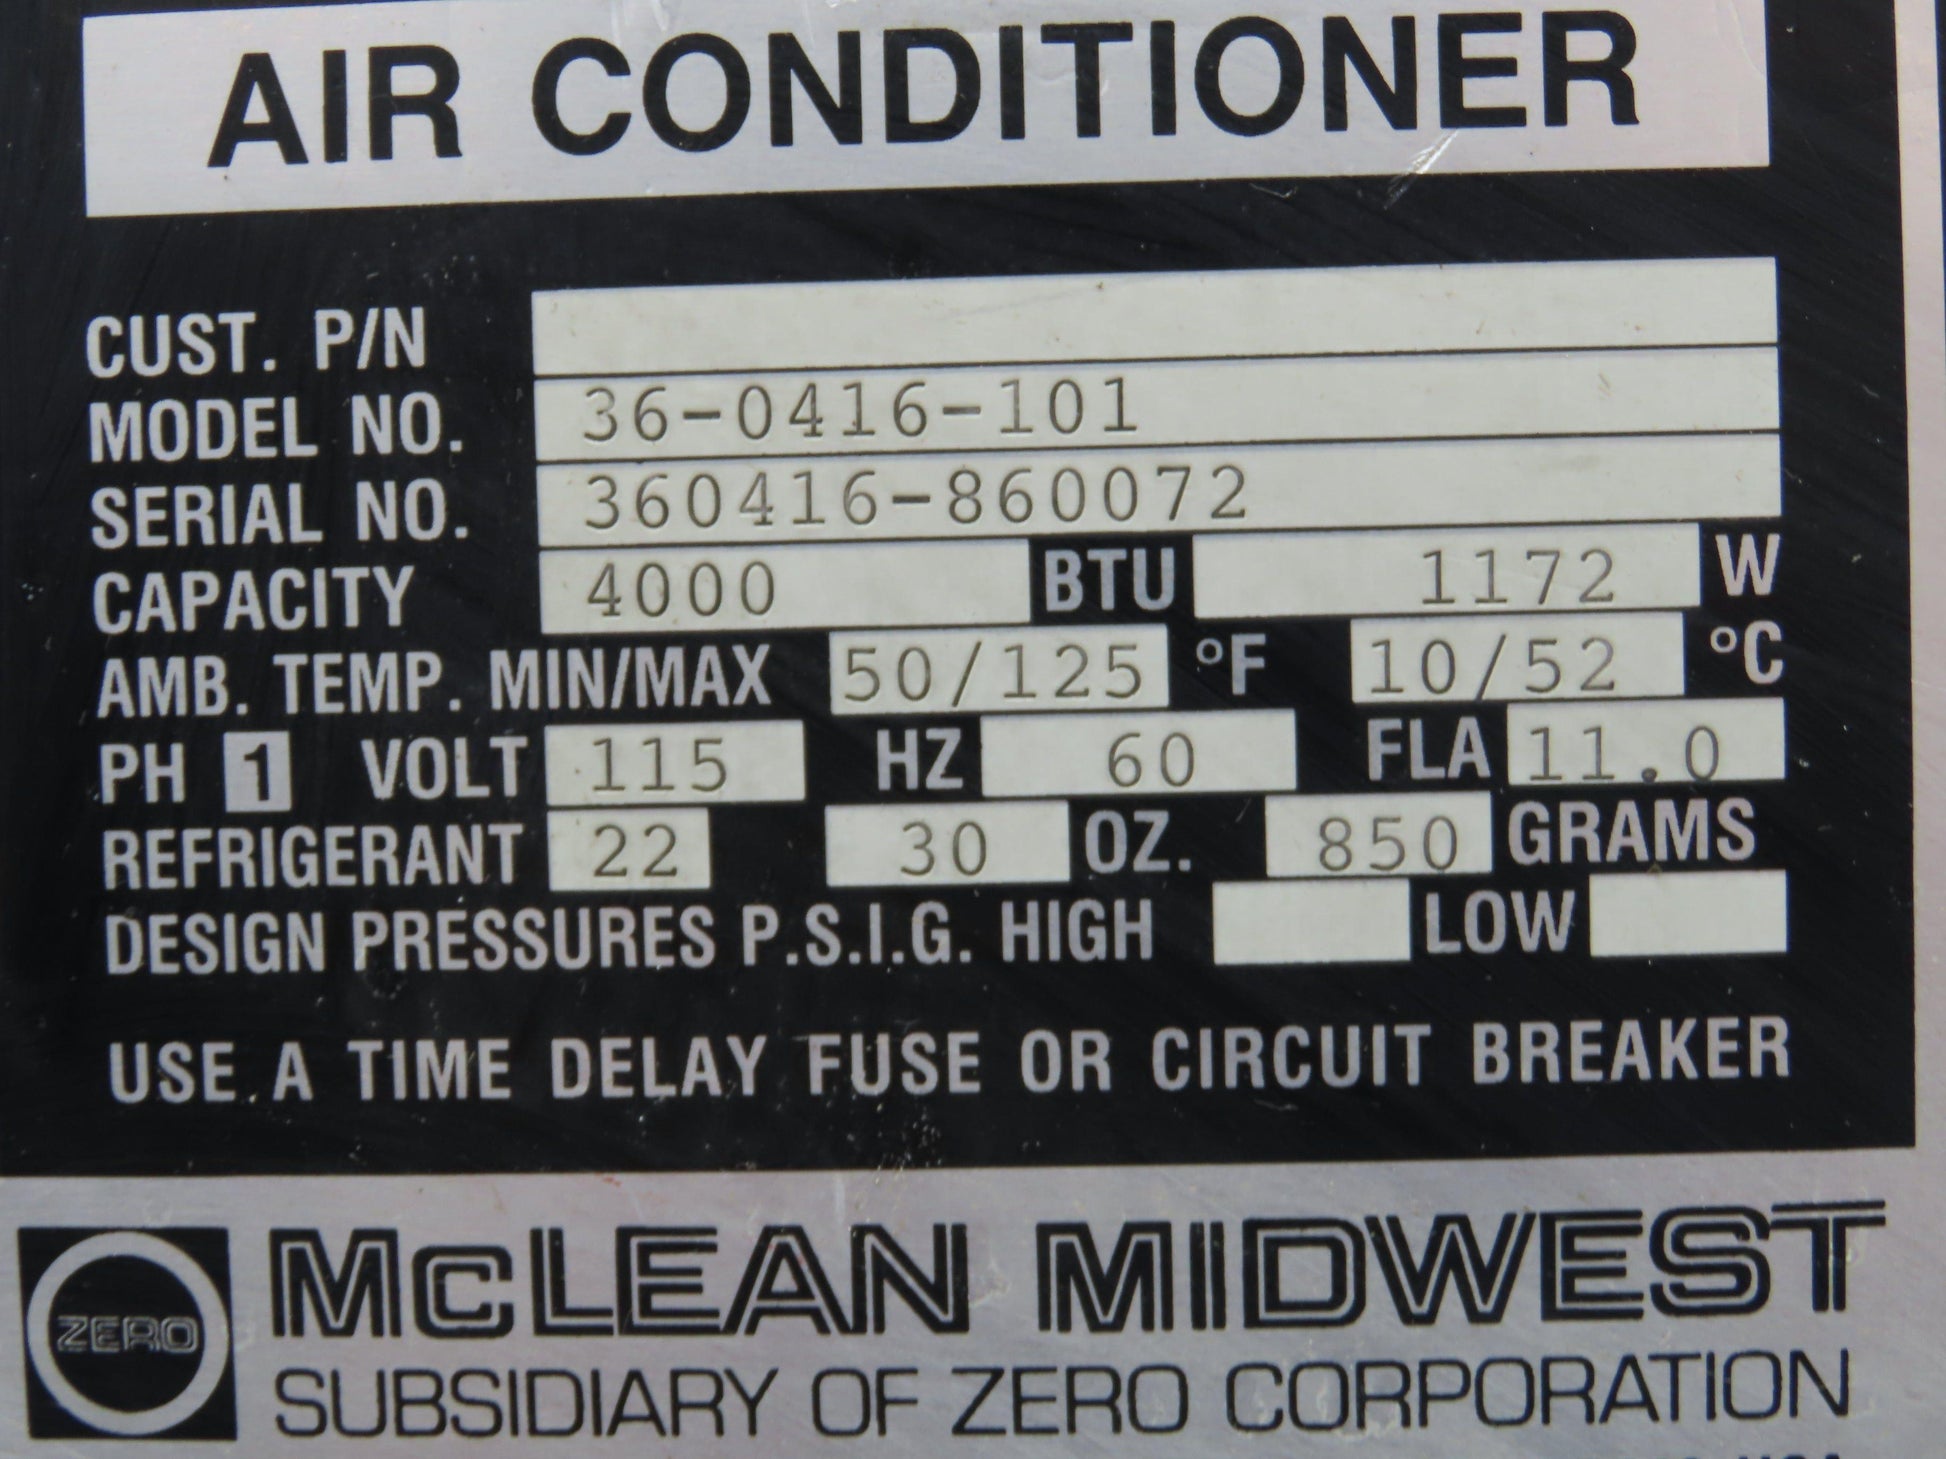 AIR CONDITIONER
CUST. P/N
MODEL NO. 36-0416-101
SERIAL NO. 360416-860072
CAPACITY 4000 BTU 1172 W
AMB. TEMP. MIN/MAX 50/125 °F 10/52 °C
PH 1 VOLT 115 HZ 60 FLA 11.0
REFRIGERANT 22 30 OZ. 850 GRAMS
DESIGN PRESSURES P.S.I.G. HIGH LOW
USE A TIME DELAY FUSE OR CIRCUIT BREAKER
ZERO McLEAN MIDWEST
SUBSIDIARY OF ZERO CORPORATION